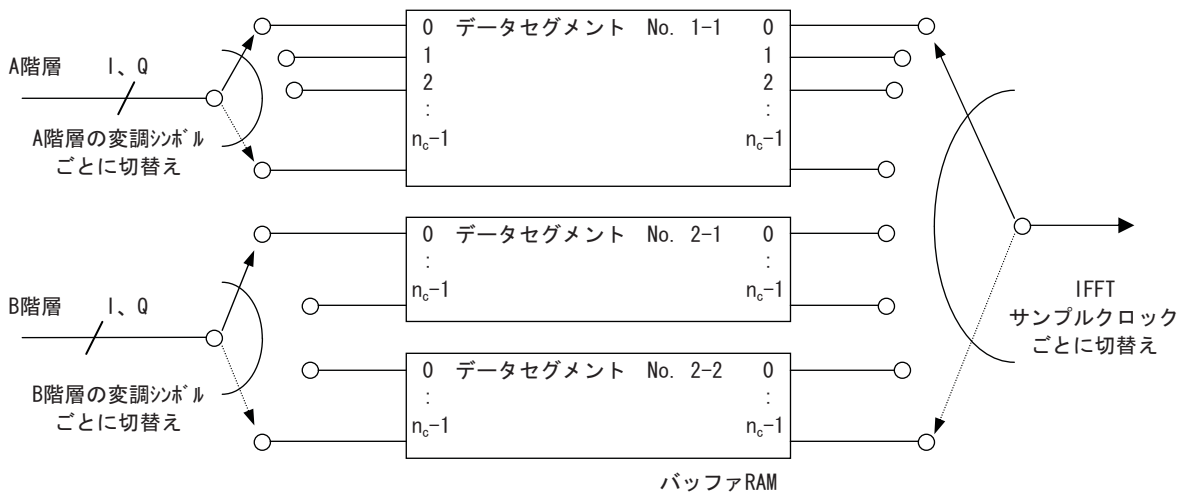 A階層 I、Q
A階層の変調ｼﾝﾎﾞﾙ
ごとに切替え
0 データセグメント No. 1-1 0
1 1
2 2
: :
nc-1 nc-1
B階層 I、Q
B階層の変調ｼﾝﾎﾞﾙ
ごとに切替え
0 データセグメント No. 2-1 0
: :
nc-1 nc-1
0 データセグメント No. 2-2 0
: :
nc-1 nc-1
バッファRAM
IFFT
サンプルクロック
ごとに切替え